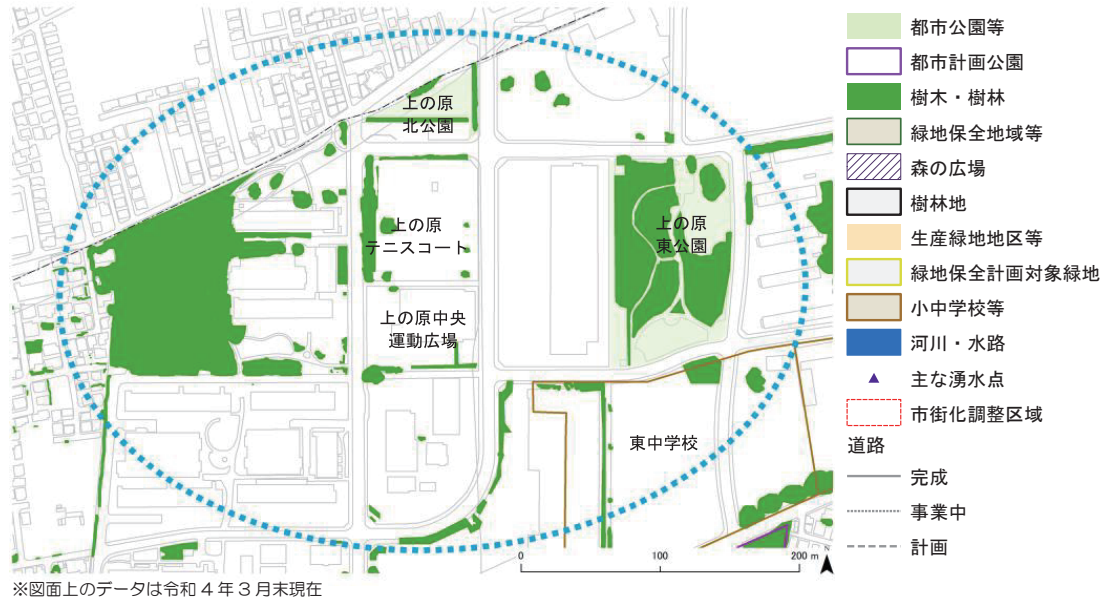 上の原
北公園
上の原
テニスコート
上の原
東公園
上の原中央
運動広場
東中学校
0
100
200 m
N
※図面上のデータは令和4年3月末現在
都市公園等
都市計画公園
樹木・樹林
緑地保全地域等
森の広場
樹林地
生産緑地地区等
緑地保全計画対象緑地
小中学校等
河川・水路
主な湧水点
市街化調整区域
道路
完成
事業中
計画